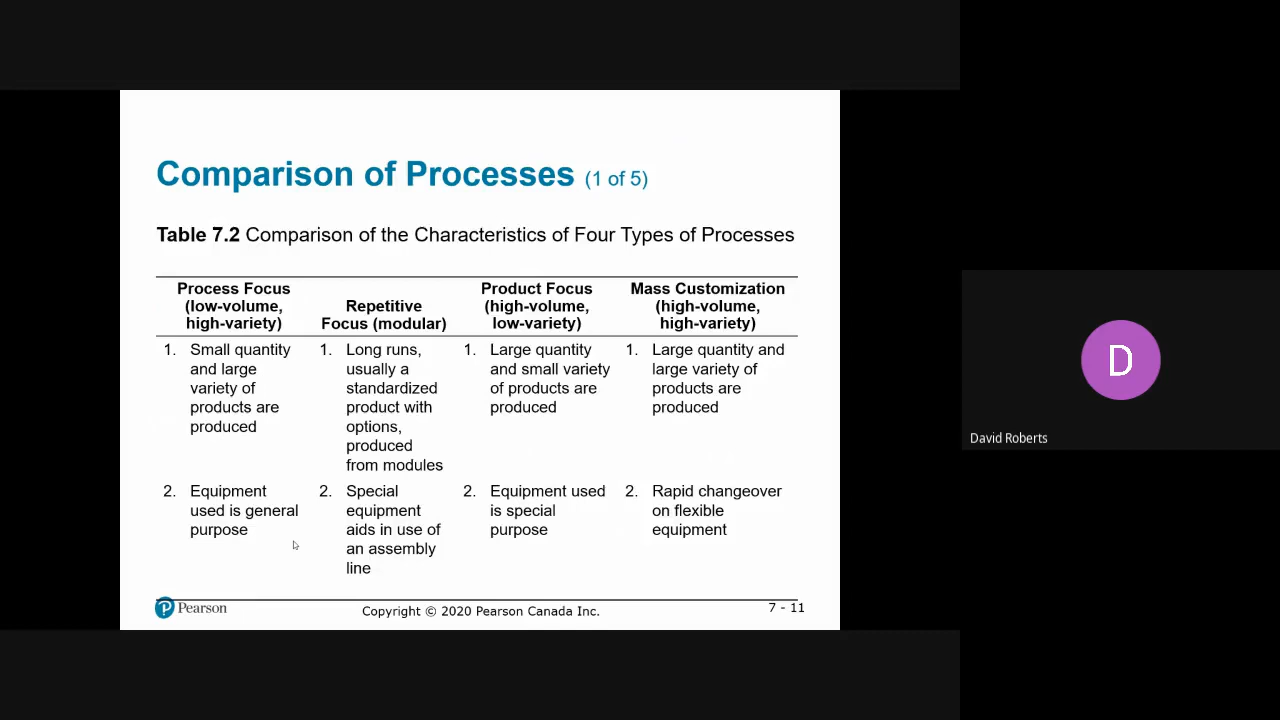 Comparison of Processes (1 of 5)
Table 7.2 Comparison of the Characteristics of Four Types of Processes
Process Focus
(low-volume,
high-variety)
Repetitive
Focus (modular)
Product Focus
(high-volume,
low-variety)
Mass Customization
(high-volume,
high-variety)
1. Small quantity
and large
variety of
products are
produced
1. Long runs,
usually a
standardized
product with
options,
produced
from modules
1. Large quantity
and small variety
of products are
produced
1. Large quantity and
large variety of
products are
produced
2. Equipment
used is general
purpose
2. Special
equipment
aids in use of
an assembly
line
2. Equipment used
is special
purpose
2. Rapid changeover
on flexible
equipment
P Pearson
Copyright © 2020 Pearson Canada Inc.
7 - 11
D
David Roberts